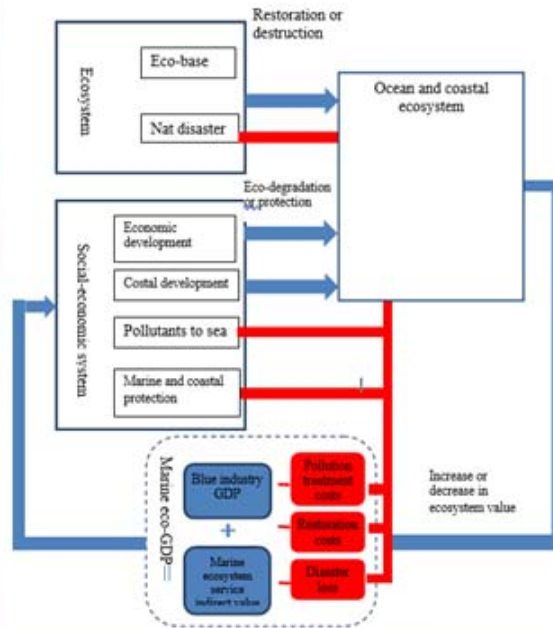 Restoration or
destruction
Ecosystem
Eco-base
Nat disaster
Ocean and coastal
ecosystem
Eco-degradation
or protection
Social-economic system
Economic
development
Costal development
Pollutants to sea
Marine and coastal
protection
Marine eco-GDP=
Blue industry
GDP
+
Marine
ecosystem
service
indirect value
Pollution
treatment
costs
Restoration
costs
Disaster
loss
Increase or
decrease in
ecosystem value